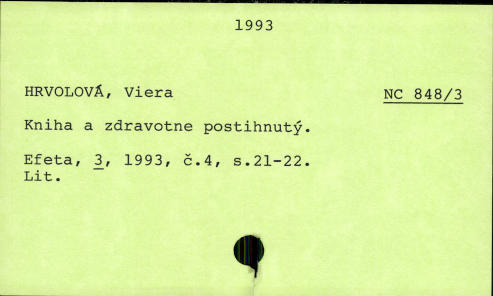 1993
HRVOLOVÁ, Viera NC 848/3
Kniha a zdravotne postihnutý.
Efeta, 3, 1993, č.4, s.21-22.
Lit.